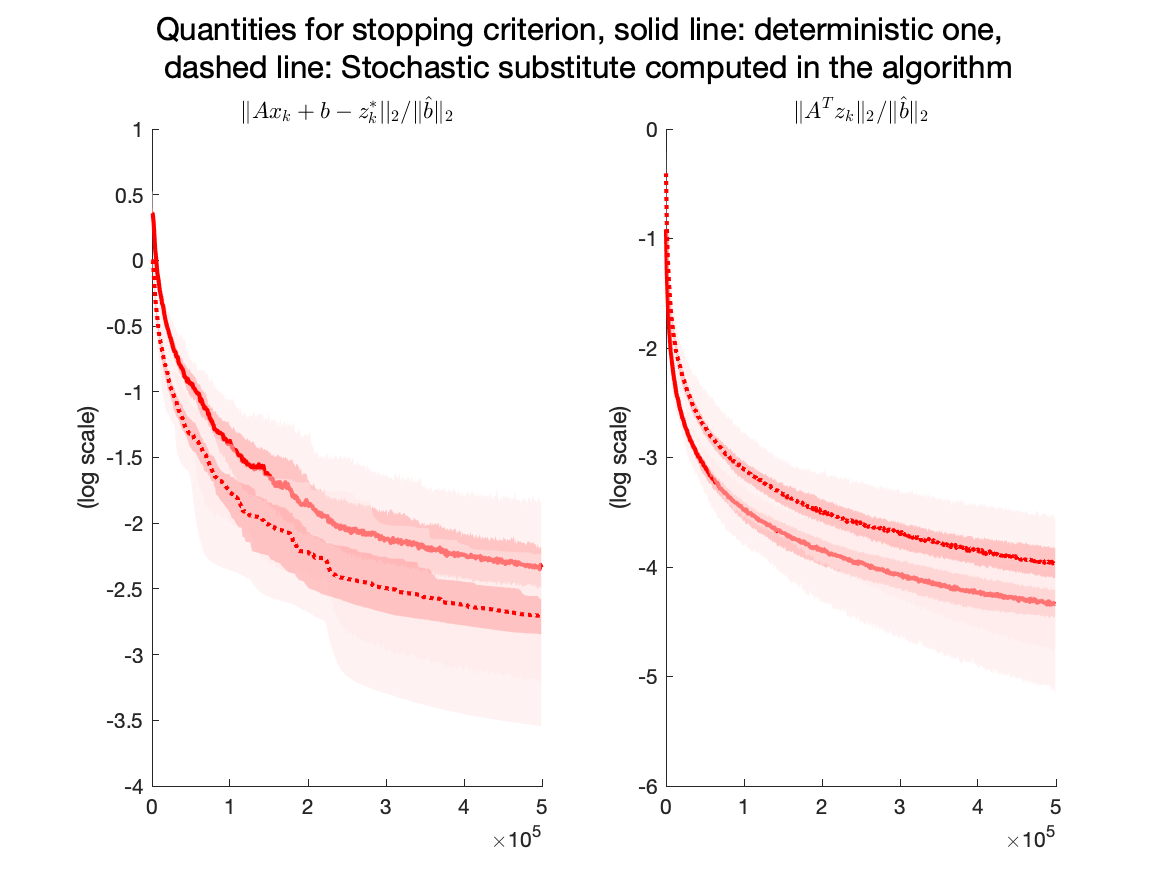 Quantities for stopping criterion, solid line: deterministic one,
dashed line: Stochastic substitute computed in the algorithm
‖Ax_k + b − z_k^*||_2/‖b̂‖_2
1
0.5
0
-0.5
-1
-1.5
-2
-2.5
-3
-3.5
-4
(log scale)
0 1 2 3 4 5
×10^5
‖A^T z_k‖_2/‖b̂‖_2
0
-1
-2
-3
-4
-5
-6
(log scale)
0 1 2 3 4 5
×10^5